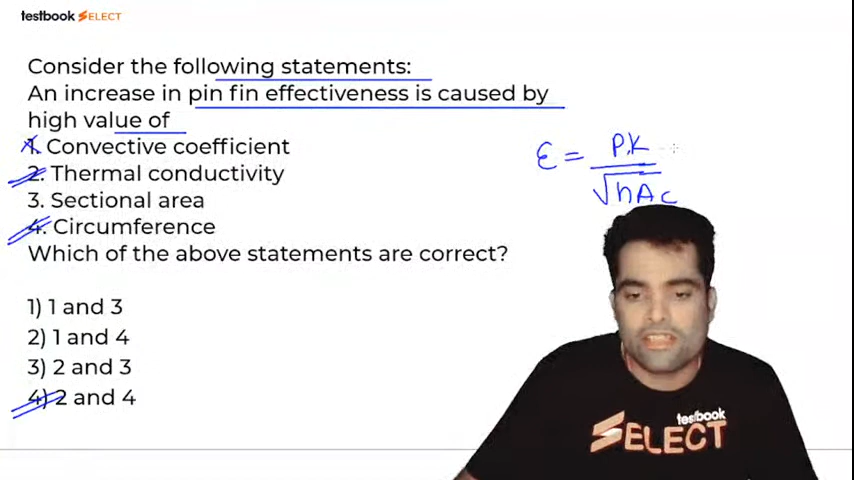 testbook SELECT
Consider the following statements:
An increase in pin fin effectiveness is caused by
high value of
1. Convective coefficient
2. Thermal conductivity
3. Sectional area
4. Circumference
Which of the above statements are correct?
1) 1 and 3
2) 1 and 4
3) 2 and 3
4) 2 and 4
ε = PK
√hAc
testbook
SELECT